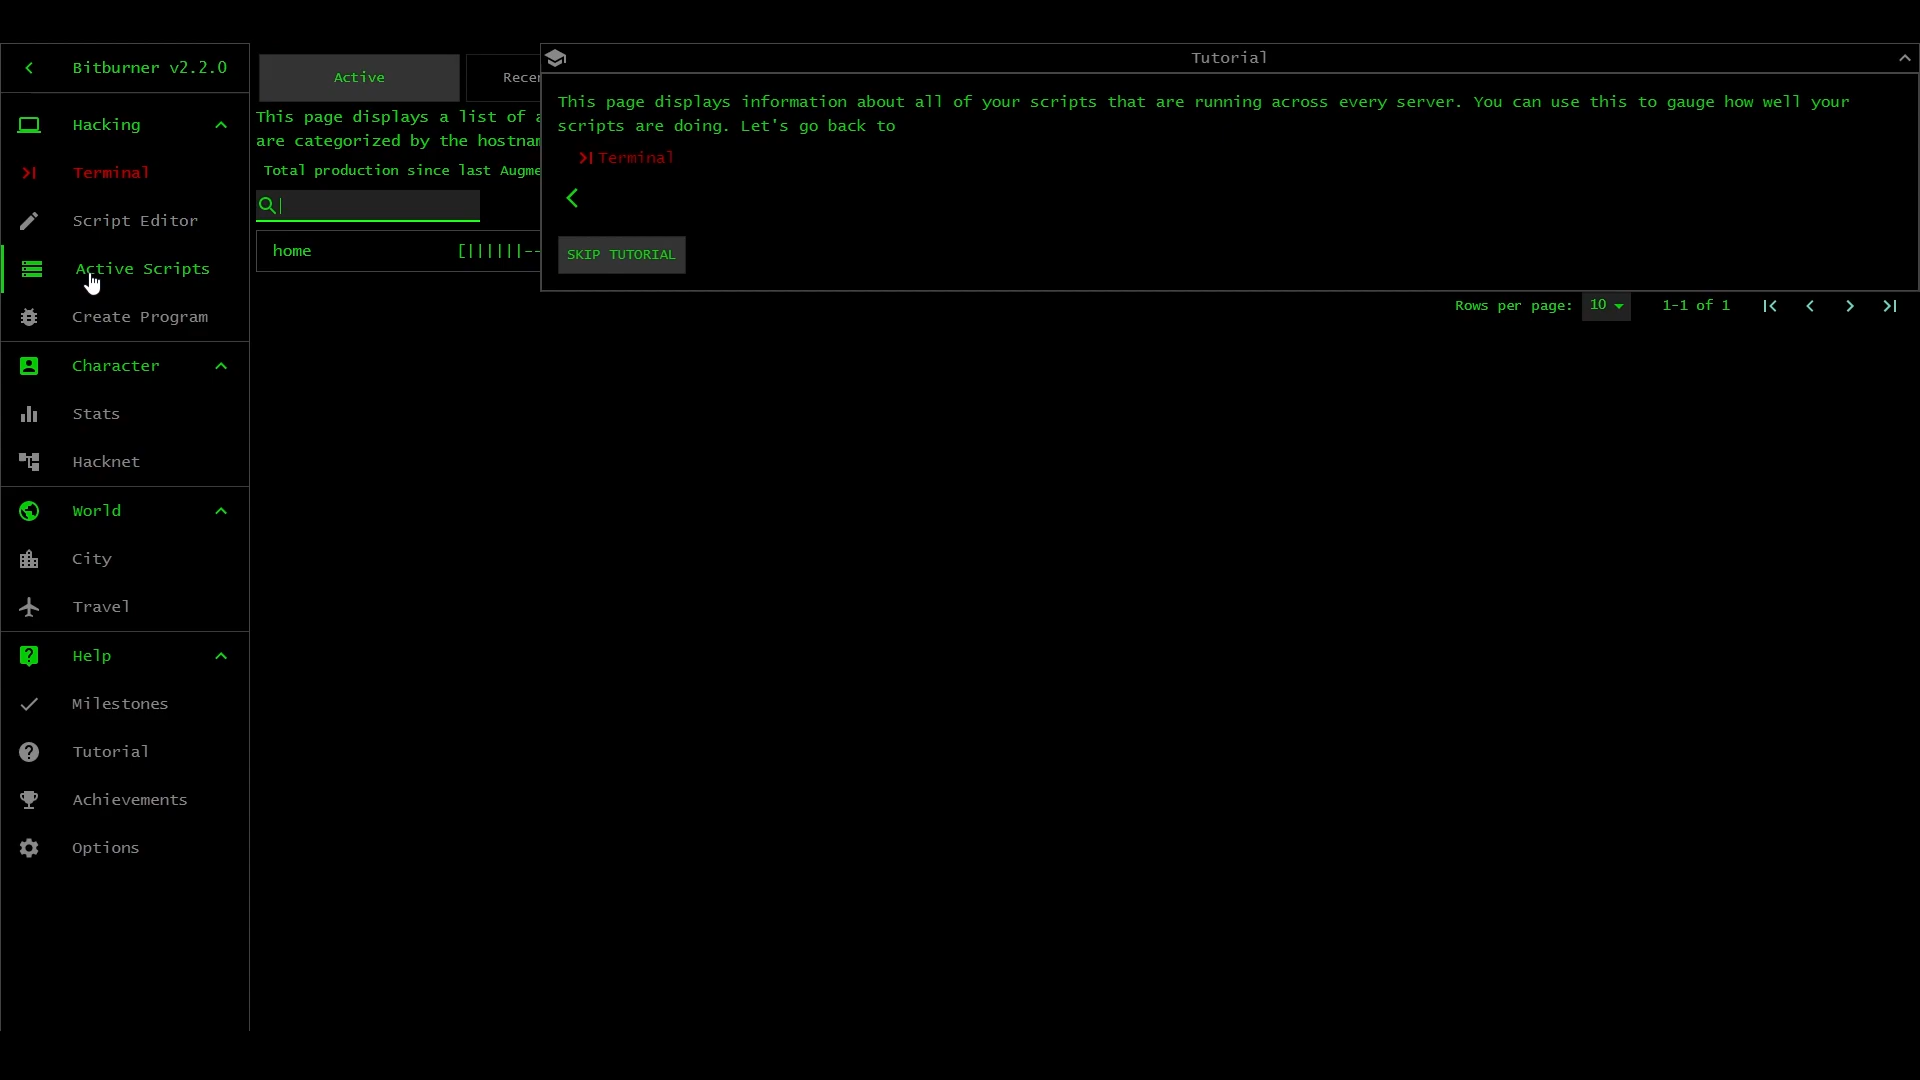 Bitburner v2.2.0
Hacking
Terminal
Script Editor
Active Scripts
Create Program
Character
Stats
Hacknet
World
City
Travel
Help
Milestones
Tutorial
Achievements
Options
Active
Recen
This page displays a list of a
are categorized by the hostnam
Total production since last Augme
home [||||||--
Tutorial
This page displays information about all of your scripts that are running across every server. You can use this to gauge how well your
scripts are doing. Let's go back to
Terminal
SKIP TUTORIAL
Rows per page: 10 1-1 of 1